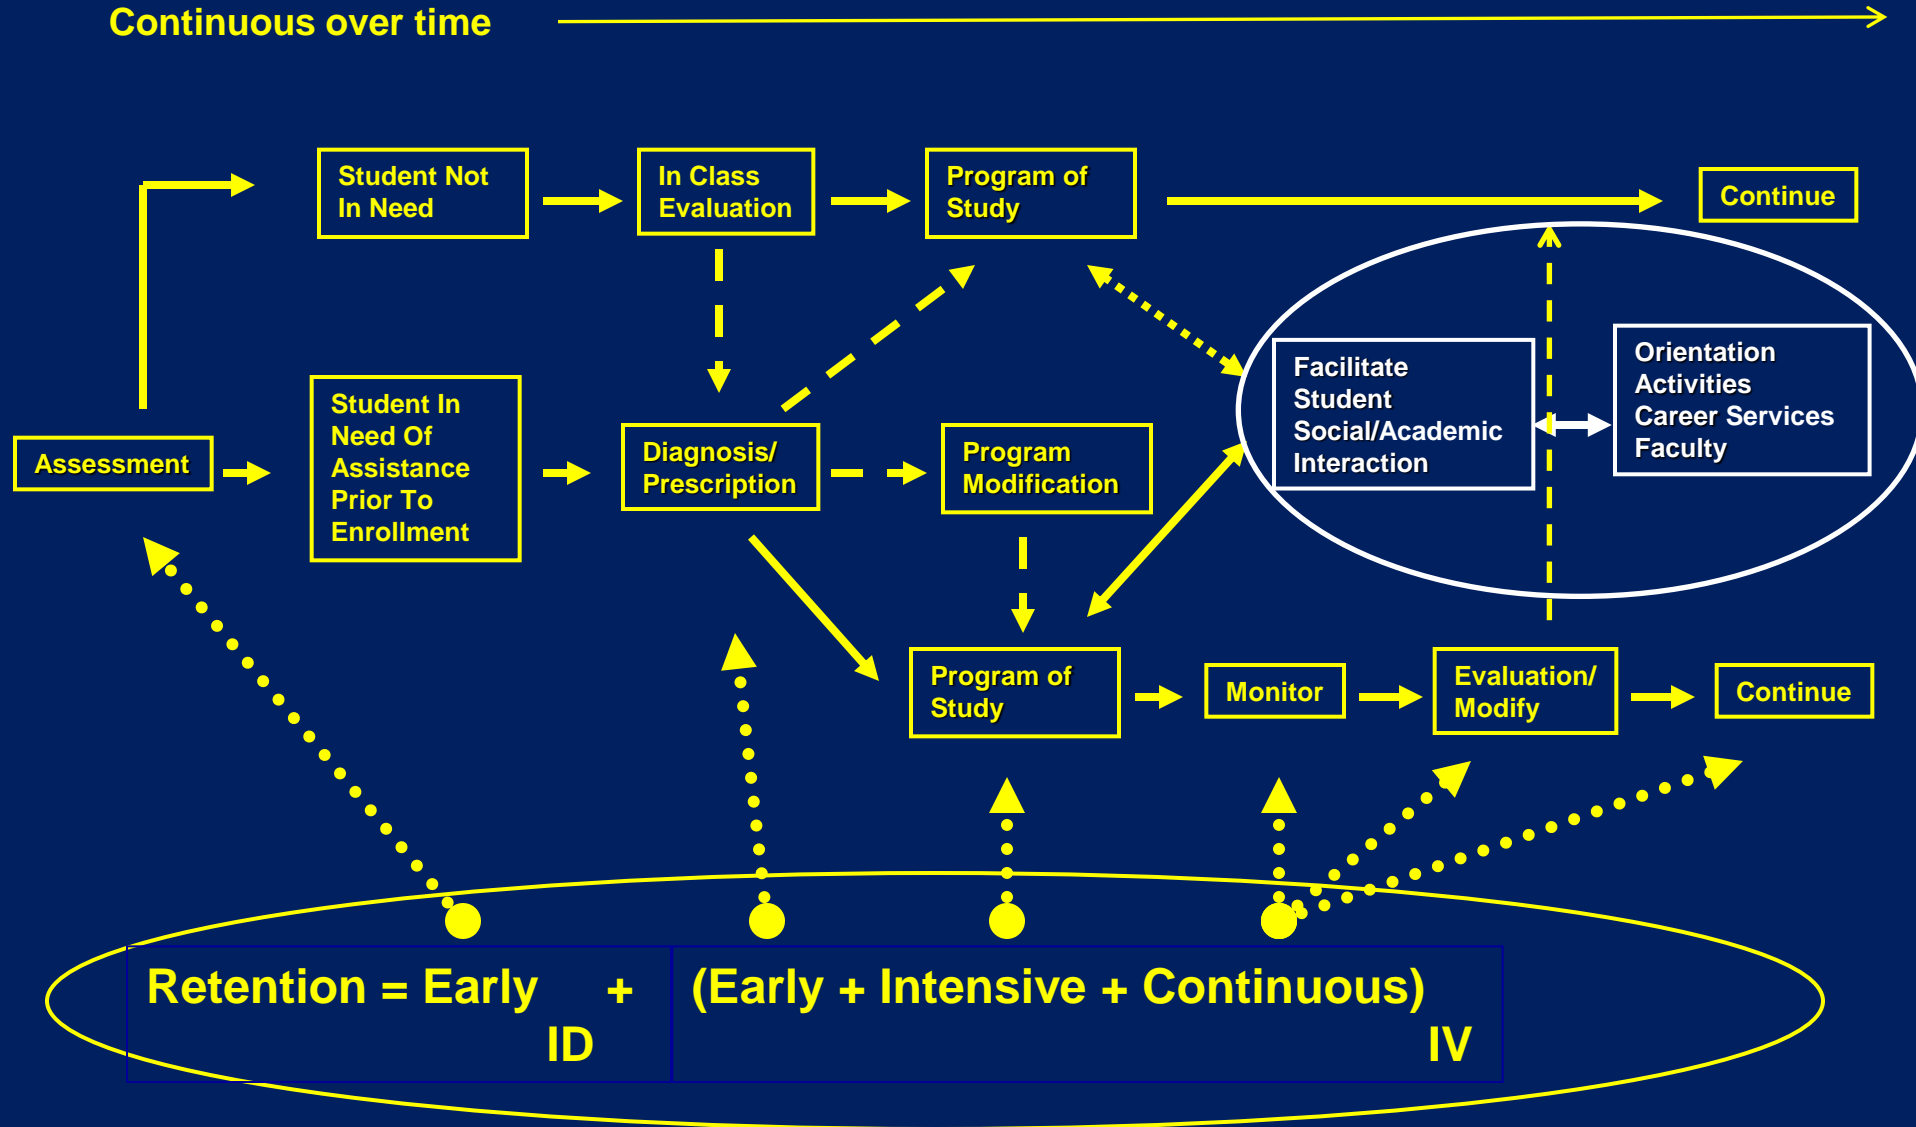 Continuous over time
Student Not
In Need
In Class
Evaluation
Program of
Study
Continue
Assessment
Student In
Need Of
Assistance
Prior To
Enrollment
Diagnosis/
Prescription
Program
Modification
Facilitate
Student
Social/Academic
Interaction
Orientation
Activities
Career Services
Faculty
Program of
Study
Monitor
Evaluation/
Modify
Continue
Retention = Early + (Early + Intensive + Continuous)
ID IV